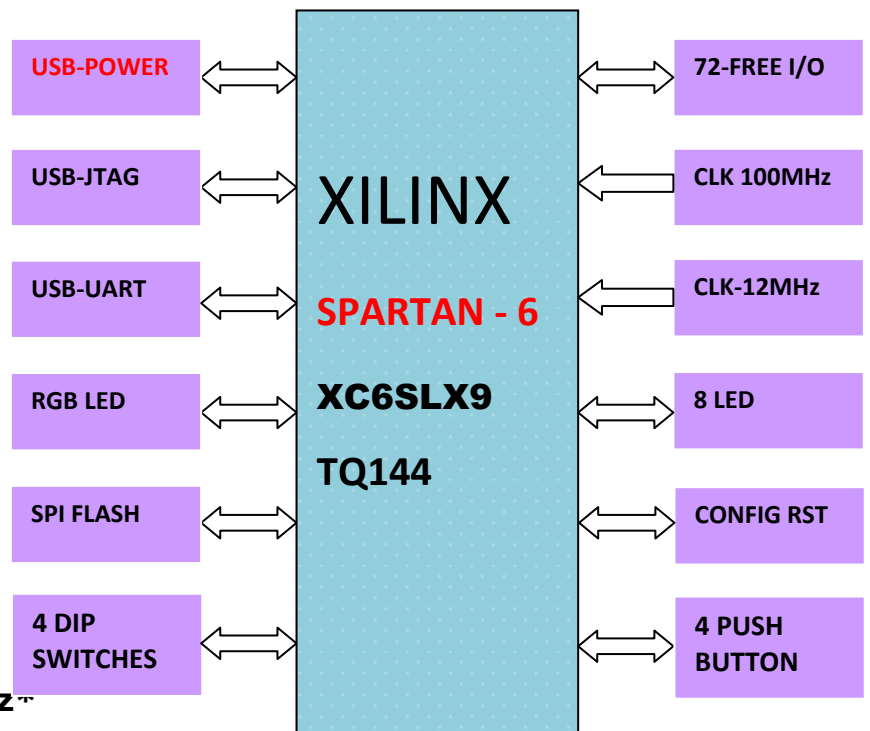 USB-POWER
USB-JTAG
USB-UART
RGB LED
SPI FLASH
4 DIP
SWITCHES
z*
XILINX
SPARTAN - 6
XC6SLX9
TQ144
72-FREE I/O
CLK 100MHz
CLK-12MHz
8 LED
CONFIG RST
4 PUSH
BUTTON